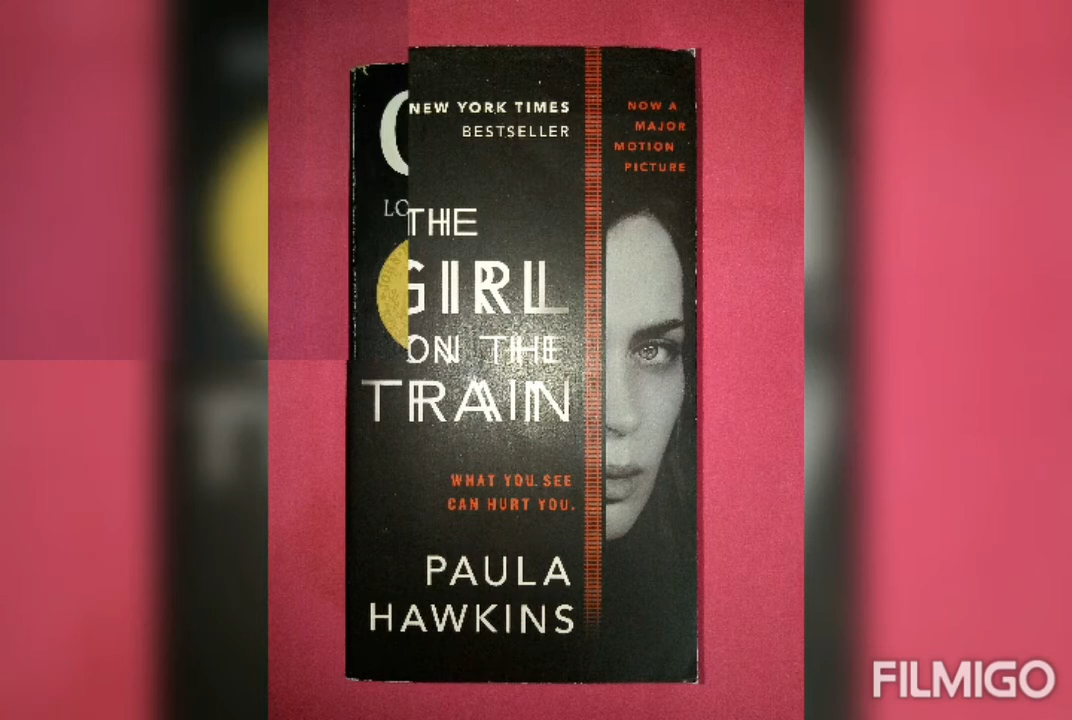 NEW YORK TIMES
BESTSELLER
NOW A
MAJOR
MOTION
PICTURE
LO
THE
GIRL
ON THE
TRAIN
WHAT YOU SEE
CAN HURT YOU.
PAULA
HAWKINS
FILMIGO